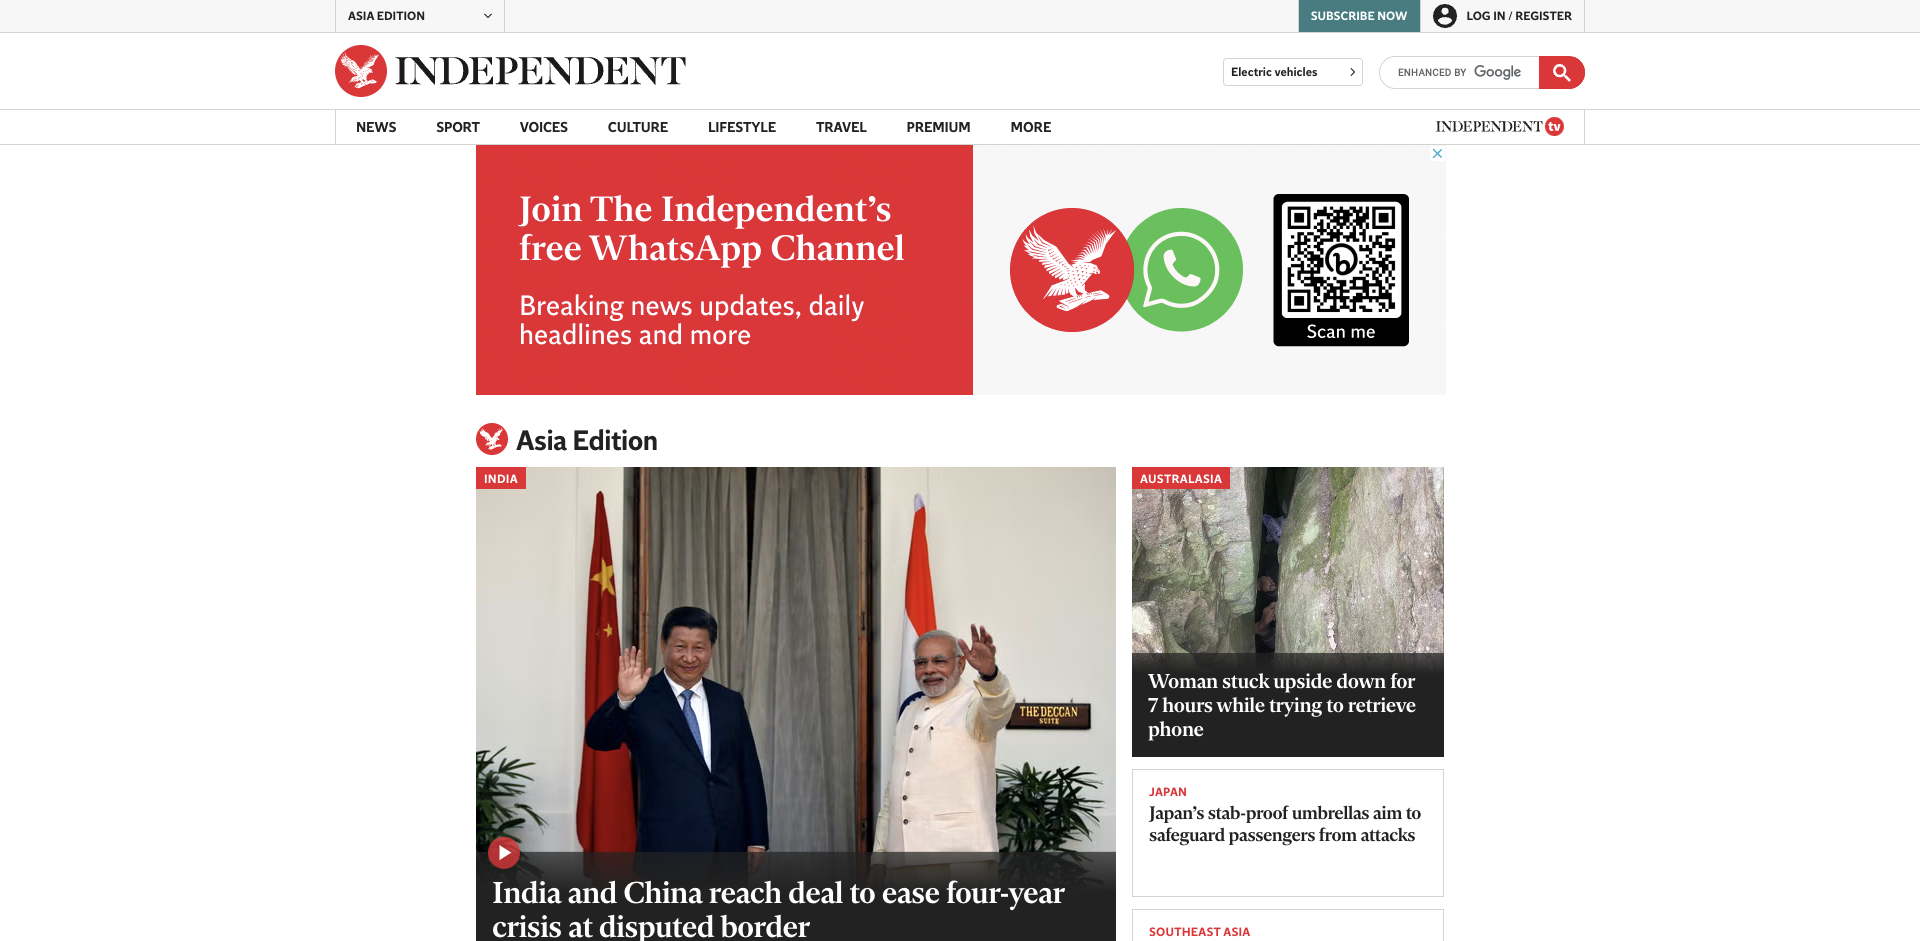 ASIA EDITION
SUBSCRIBE NOW
LOG IN / REGISTER
INDEPENDENT
Electric vehicles
ENHANCED BY Google
NEWS
SPORT
VOICES
CULTURE
LIFESTYLE
TRAVEL
PREMIUM
MORE
INDEPENDENT tv
Join The Independent’s
free WhatsApp Channel
Breaking news updates, daily
headlines and more
Scan me
Asia Edition
INDIA
THE DECCAN
SUITE
India and China reach deal to ease four-year
crisis at disputed border
AUSTRALASIA
Woman stuck upside down for
7 hours while trying to retrieve
phone
JAPAN
Japan’s stab-proof umbrellas aim to
safeguard passengers from attacks
SOUTHEAST ASIA